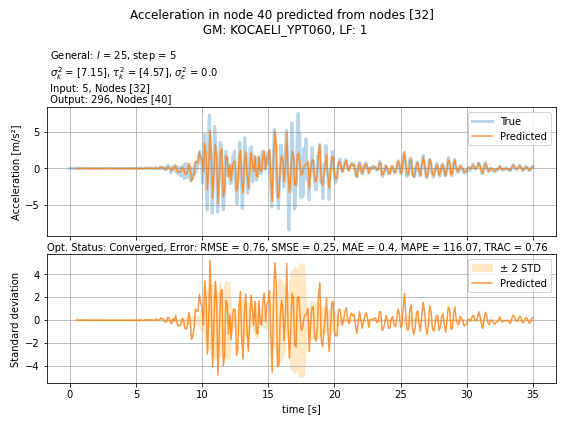 Acceleration in node 40 predicted from nodes [32]
GM: KOCAELI_YPT060, LF: 1
General: l = 25, step = 5
σ²ₖ = [7.15], τ²ₖ = [4.57], σ²ε = 0.0
Input: 5, Nodes [32]
Output: 296, Nodes [40]
Acceleration [m/s²]
5
0
−5
True
Predicted
Opt. Status: Converged, Error: RMSE = 0.76, SMSE = 0.25, MAE = 0.4, MAPE = 116.07, TRAC = 0.76
Standard deviation
4
2
0
−2
−4
± 2 STD
Predicted
0 5 10 15 20 25 30 35
time [s]